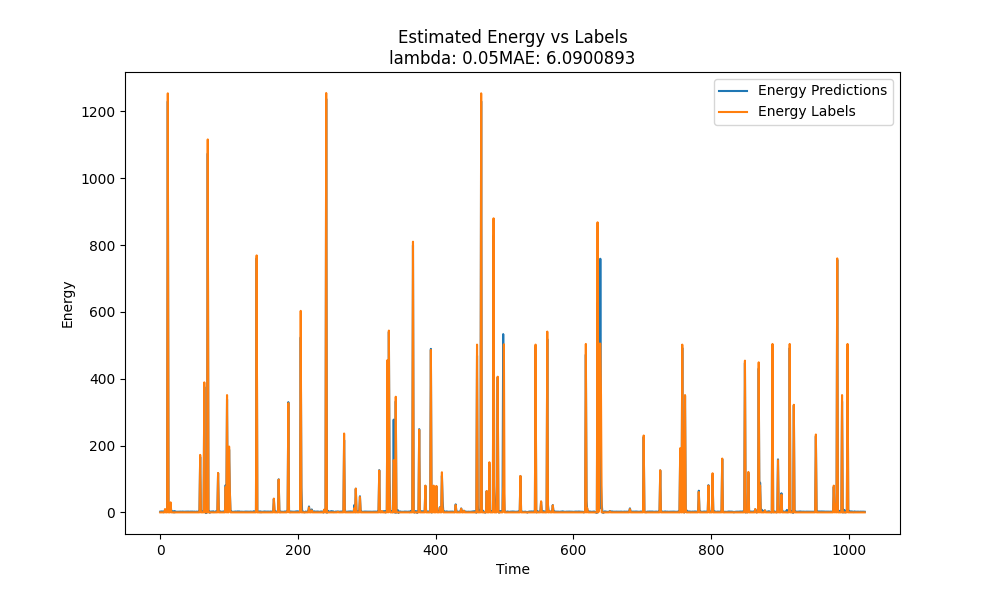 Estimated Energy vs Labels
lambda: 0.05MAE: 6.0900893
Energy Predictions
Energy Labels
Energy
1200
1000
800
600
400
200
0
0 200 400 600 800 1000
Time